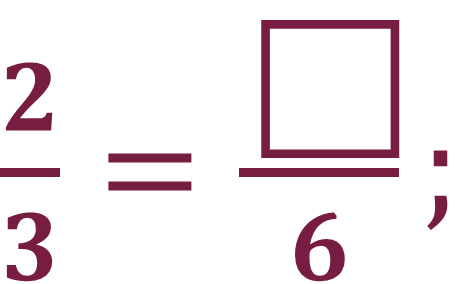 2/3 = □/6;